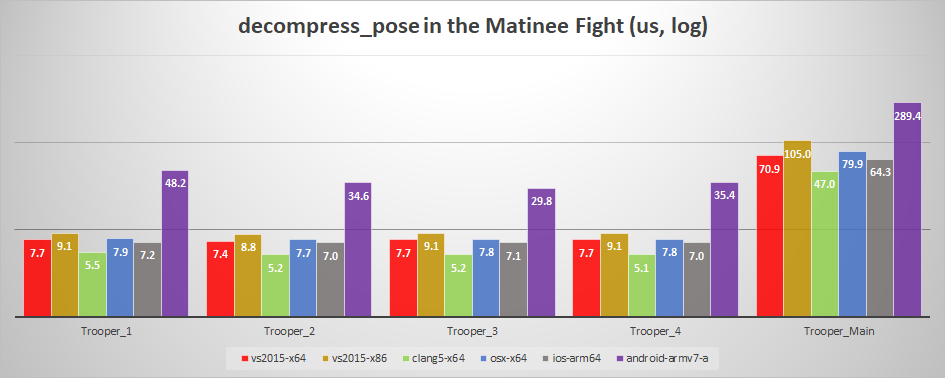 decompress_pose in the Matinee Fight (us, log)
7.7 9.1 5.5 7.9 7.2 48.2
7.4 8.8 5.2 7.7 7.0 34.6
7.7 9.1 5.2 7.8 7.1 29.8
7.7 9.1 5.1 7.8 7.0 35.4
70.9 105.0 47.0 79.9 64.3 289.4
Trooper_1 Trooper_2 Trooper_3 Trooper_4 Trooper_Main
vs2015-x64 vs2015-x86 clang5-x64 osx-x64 ios-arm64 android-armv7-a